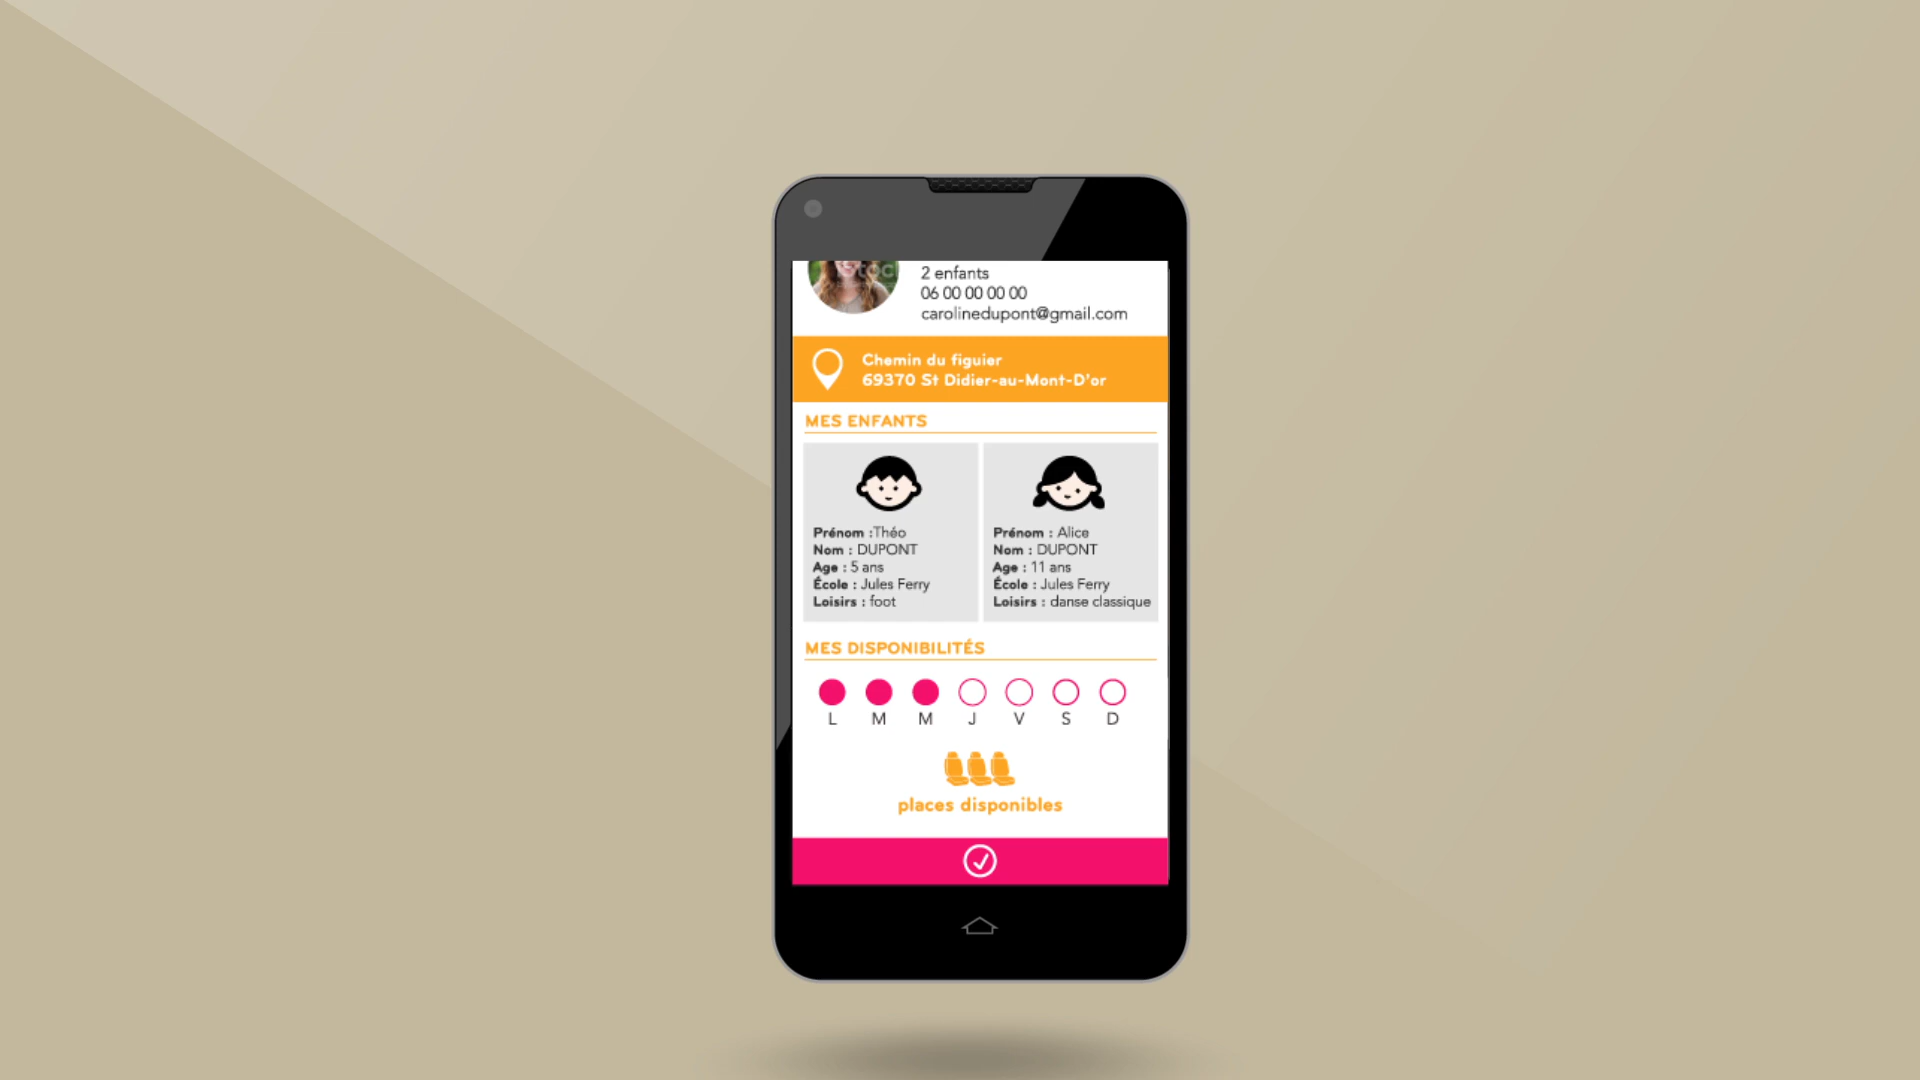 2 enfants
06 00 00 00 00
carolinedupont@gmail.com
Chemin du figuier
69370 St Didier-au-Mont-D'or
MES ENFANTS
Prénom :Théo
Nom : DUPONT
Age : 5 ans
École : Jules Ferry
Loisirs : foot
Prénom : Alice
Nom : DUPONT
Age : 11 ans
École : Jules Ferry
Loisirs : danse classique
MES DISPONIBILITÉS
L M M J V S D
places disponibles